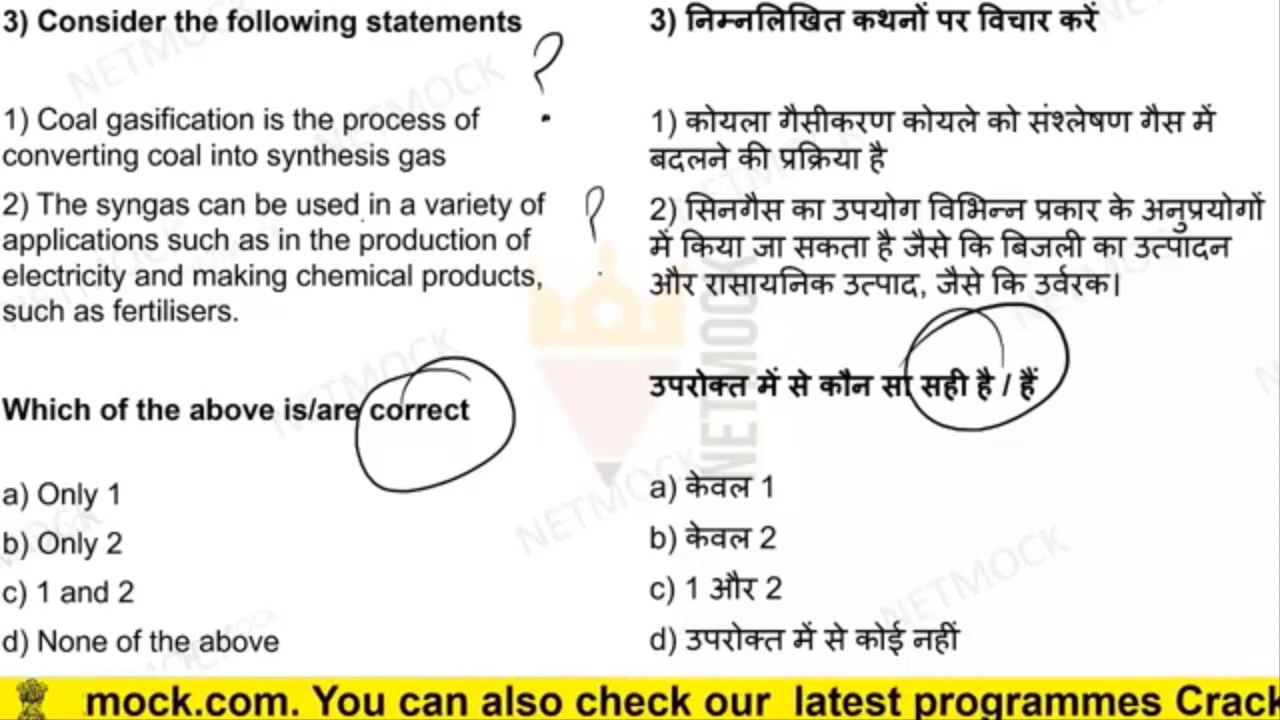 3) Consider the following statements
?
1) Coal gasification is the process of
converting coal into synthesis gas
2) The syngas can be used in a variety of
applications such as in the production of
electricity and making chemical products,
such as fertilisers.
?
Which of the above is/are correct
a) Only 1
b) Only 2
c) 1 and 2
d) None of the above
3) निम्नलिखित कथनों पर विचार करें
1) कोयला गैसीकरण कोयले को संश्लेषण गैस में
बदलने की प्रक्रिया है
2) सिनगैस का उपयोग विभिन्न प्रकार के अनुप्रयोगों
में किया जा सकता है जैसे कि बिजली का उत्पादन
और रासायनिक उत्पाद, जैसे कि उर्वरक।
उपरोक्त में से कौन सा सही है / हैं
a) केवल 1
b) केवल 2
c) 1 और 2
d) उपरोक्त में से कोई नहीं
NETMOCK
mock.com. You can also check our latest programmes Crack